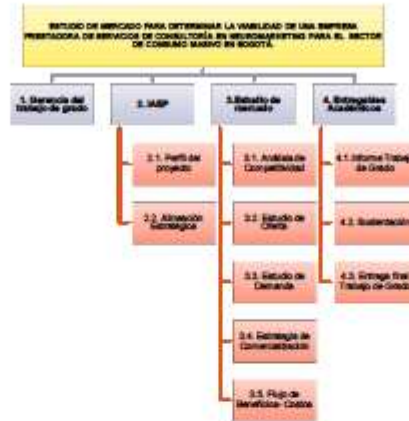 ESTUDIO DE MERCADO PARA DETERMINAR LA VIABILIDAD DE UNA EMPRESA
PRESTADORA DE SERVICIOS DE CONSULTORÍA EN NEUROMARKETING PARA EL SECTOR
DE CONSUMO MASIVO EN BOGOTÁ.
1. Gerencia del
trabajo de grado
2. IAEP
3. Estudio de
mercado
4. Entregables
Académicos
2.1. Perfil del
proyecto
2.2. Alineación
Estratégica
3.1. Análisis de
Competitividad
3.2. Estudio de
Oferta
3.3. Estudio de
Demanda
3.4. Estrategia de
Comercialización
3.5. Flujo de
Beneficios- Costos
4.1. Informe Trabajo
de Grado
4.2. Sustentación
4.3. Entrega final
Trabajo de Grado